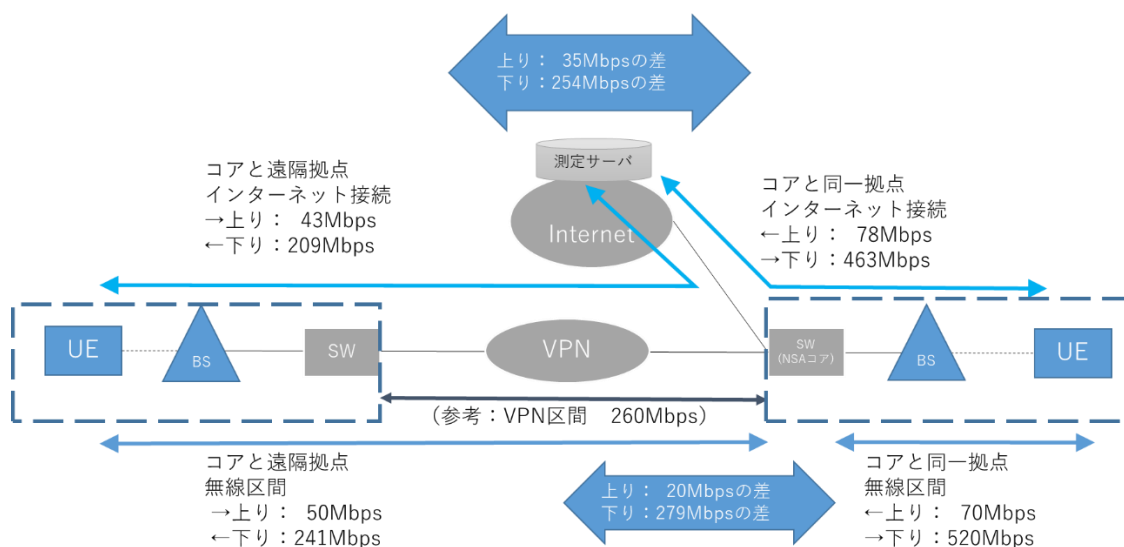 上り： 35Mbpsの差
下り：254Mbpsの差
測定サーバ
Internet
コアと遠隔拠点
インターネット接続
→上り： 43Mbps
←下り：209Mbps
コアと同一拠点
インターネット接続
←上り： 78Mbps
→下り：463Mbps
UE
BS
SW
VPN
SW
(NSAコア)
BS
UE
（参考：VPN区間 260Mbps）
コアと遠隔拠点
無線区間
→上り： 50Mbps
←下り：241Mbps
上り： 20Mbpsの差
下り：279Mbpsの差
コアと同一拠点
無線区間
←上り： 70Mbps
→下り：520Mbps